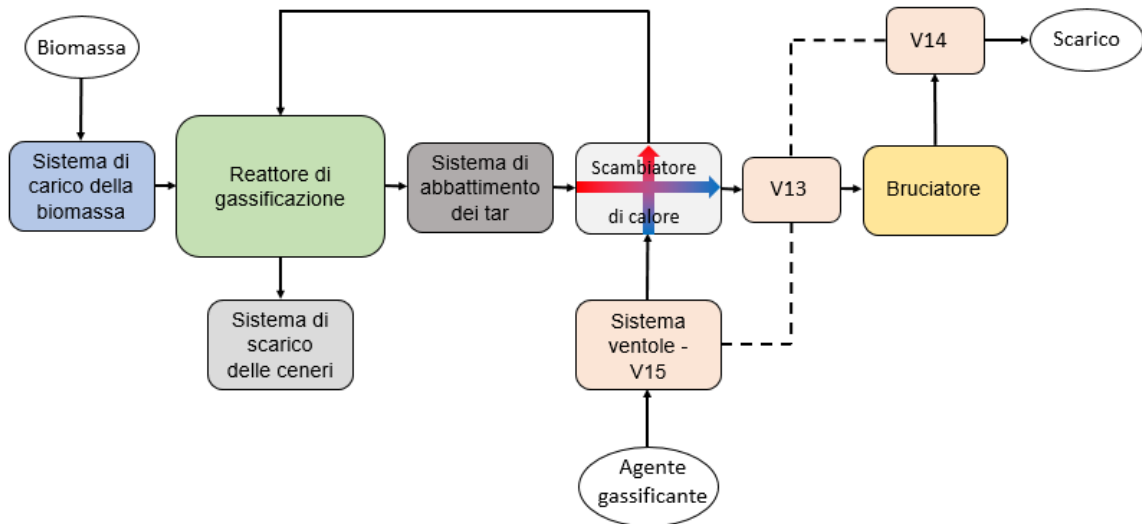 Biomassa
V14
Scarico
Sistema di
carico della
biomassa
Reattore di
gassificazione
Sistema di
abbattimento
dei tar
Scambiatore
di calore
V13
Bruciatore
Sistema di
scarico
delle ceneri
Sistema
ventole -
V15
Agente
gassificante